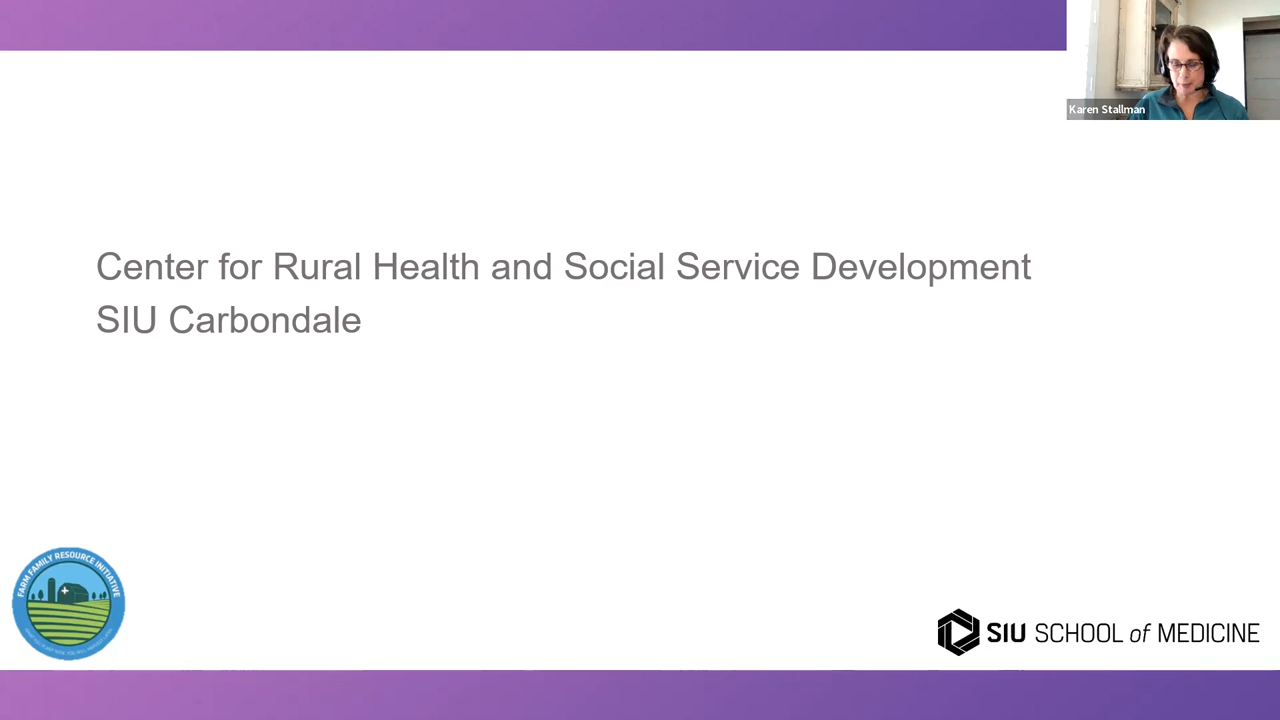 Karen Stallman
Center for Rural Health and Social Service Development
SIU Carbondale
FARM FAMILY RESOURCE INITIATIVE
SIU SCHOOL of MEDICINE